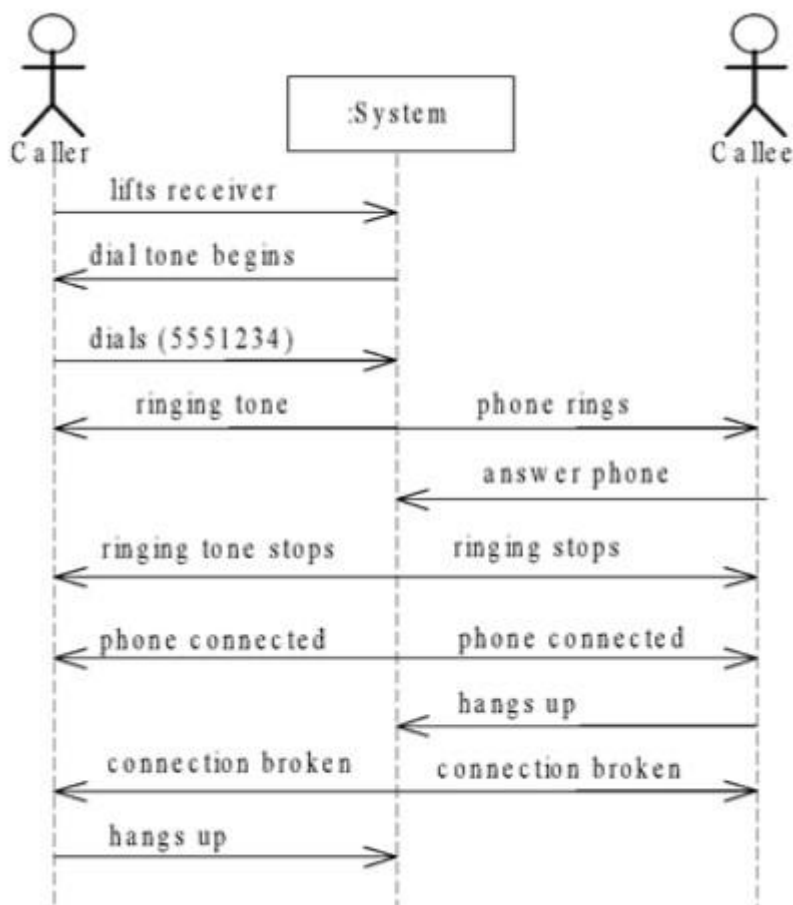 :System
Caller
Callee
lifts receiver
dial tone begins
dials (5551234)
ringing tone
phone rings
answer phone
ringing tone stops
ringing stops
phone connected
phone connected
hangs up
connection broken
connection broken
hangs up